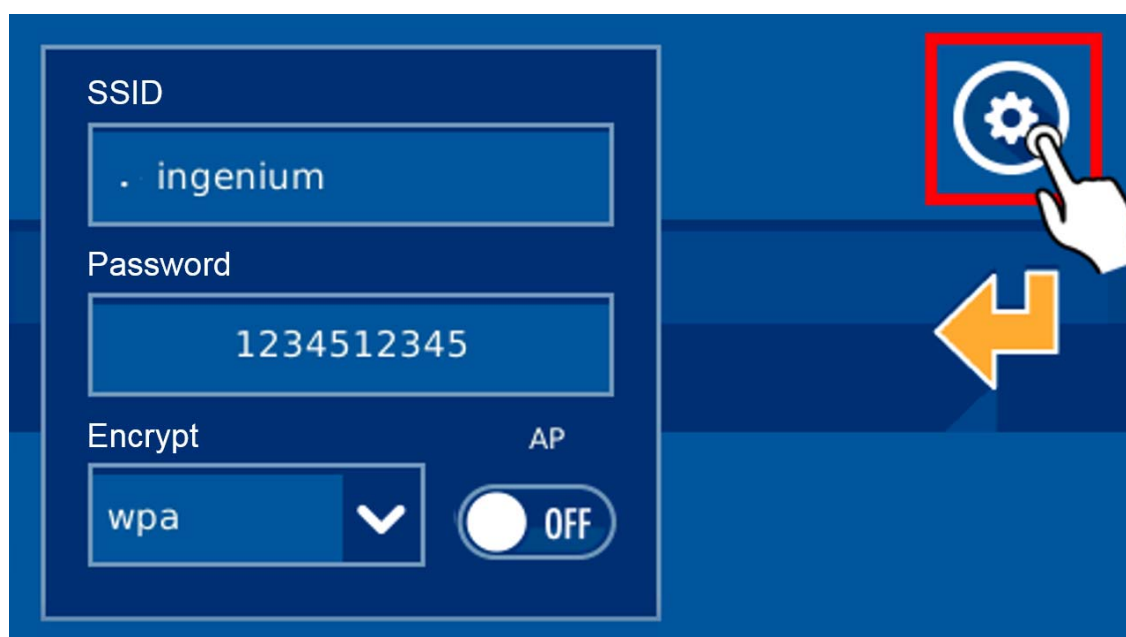 SSID
. ingenium
Password
1234512345
Encrypt
AP
wpa
OFF